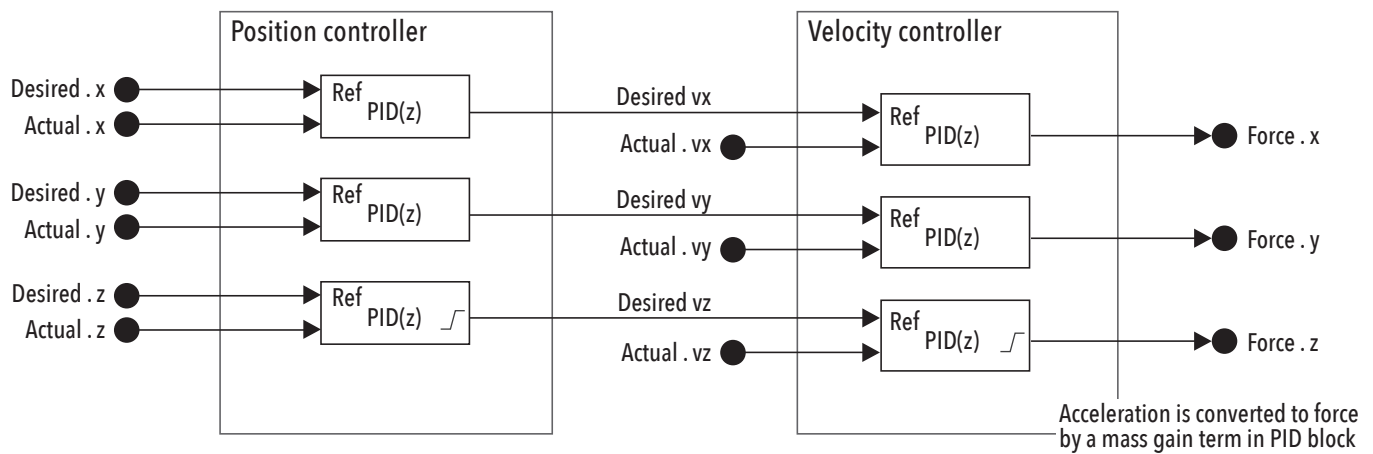 Position controller
Desired . x
Actual . x
Ref
PID(z)
Desired . y
Actual . y
Ref
PID(z)
Desired . z
Actual . z
Ref
PID(z)
Velocity controller
Desired vx
Actual . vx
Ref
PID(z)
Force . x
Desired vy
Actual . vy
Ref
PID(z)
Force . y
Desired vz
Actual . vz
Ref
PID(z)
Force . z
Acceleration is converted to force
by a mass gain term in PID block